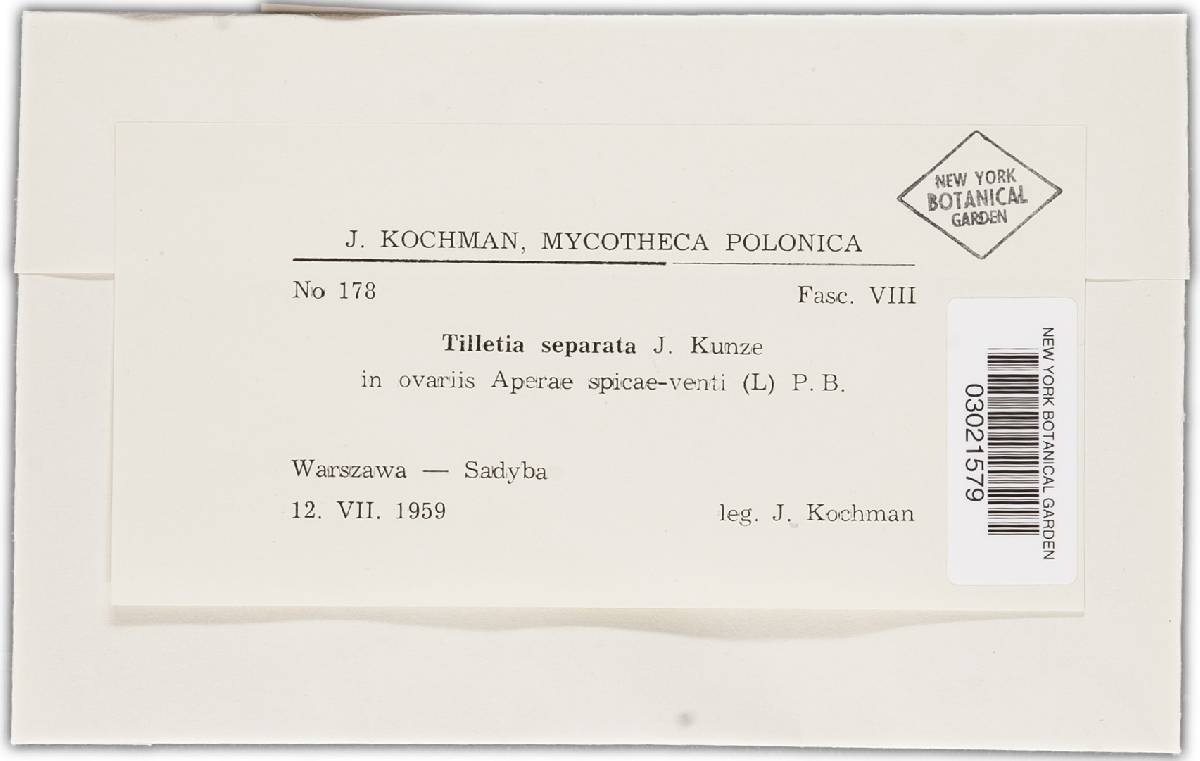 NEW YORK
BOTANICAL
GARDEN
J. KOCHMAN, MYCOTHECA POLONICA
No 178
Fasc. VIII
Tilletia separata J. Kunze
in ovariis Aperae spicae-venti (L) P. B.
Warszawa — Sadyba
12. VII. 1959
leg. J. Kochman
NEW YORK BOTANICAL GARDEN
03021579